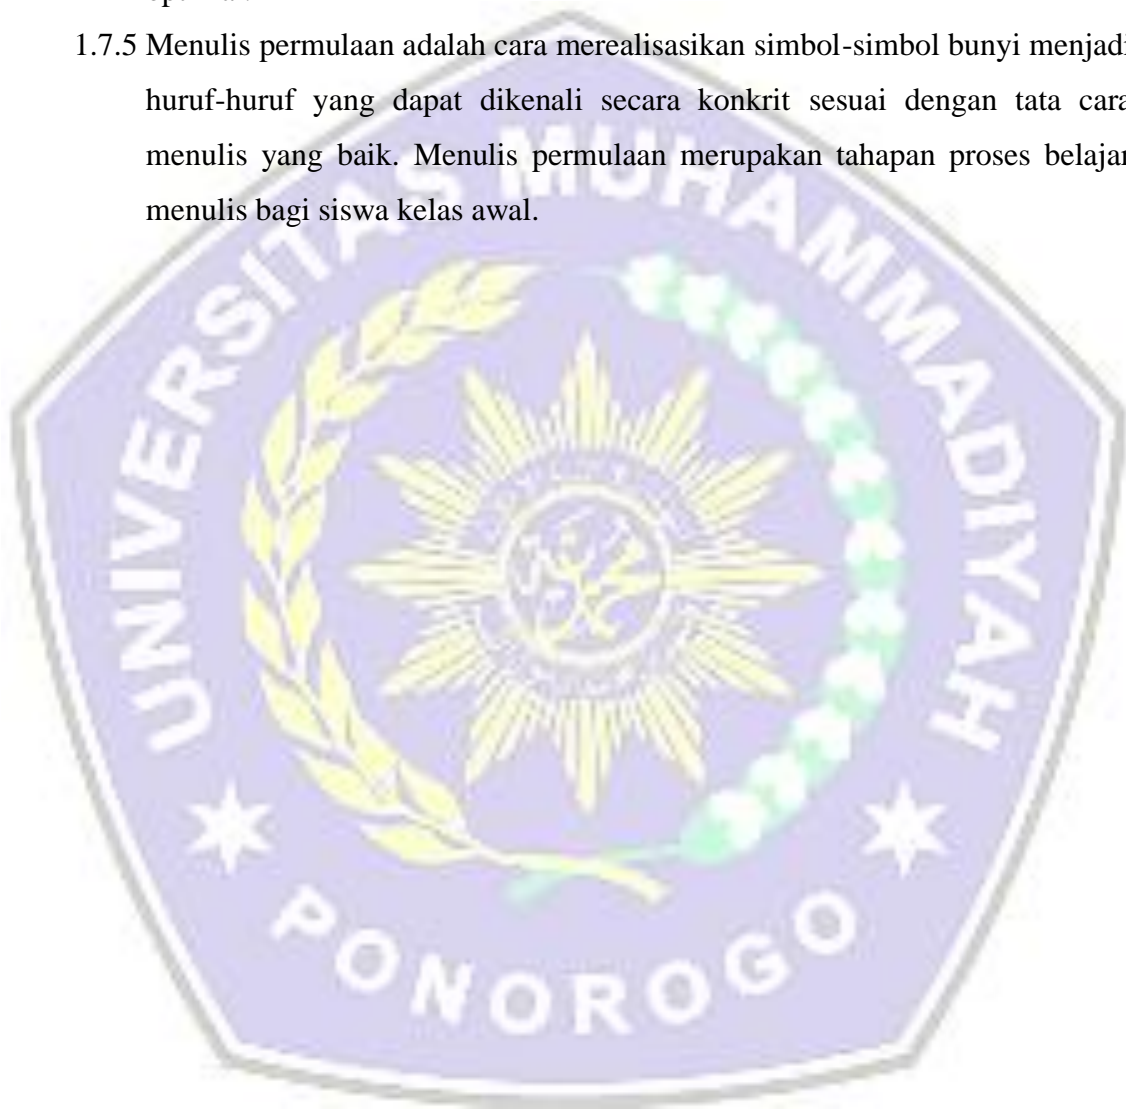 1.7.5 Menulis permulaan adalah cara merealisasikan simbol-simbol bunyi menjadi
huruf-huruf yang dapat dikenali secara konkrit sesuai dengan tata cara
menulis yang baik. Menulis permulaan merupakan tahapan proses belajar
menulis bagi siswa kelas awal.
UNIVERSITAS MUHAMMADIYAH
PONOROGO